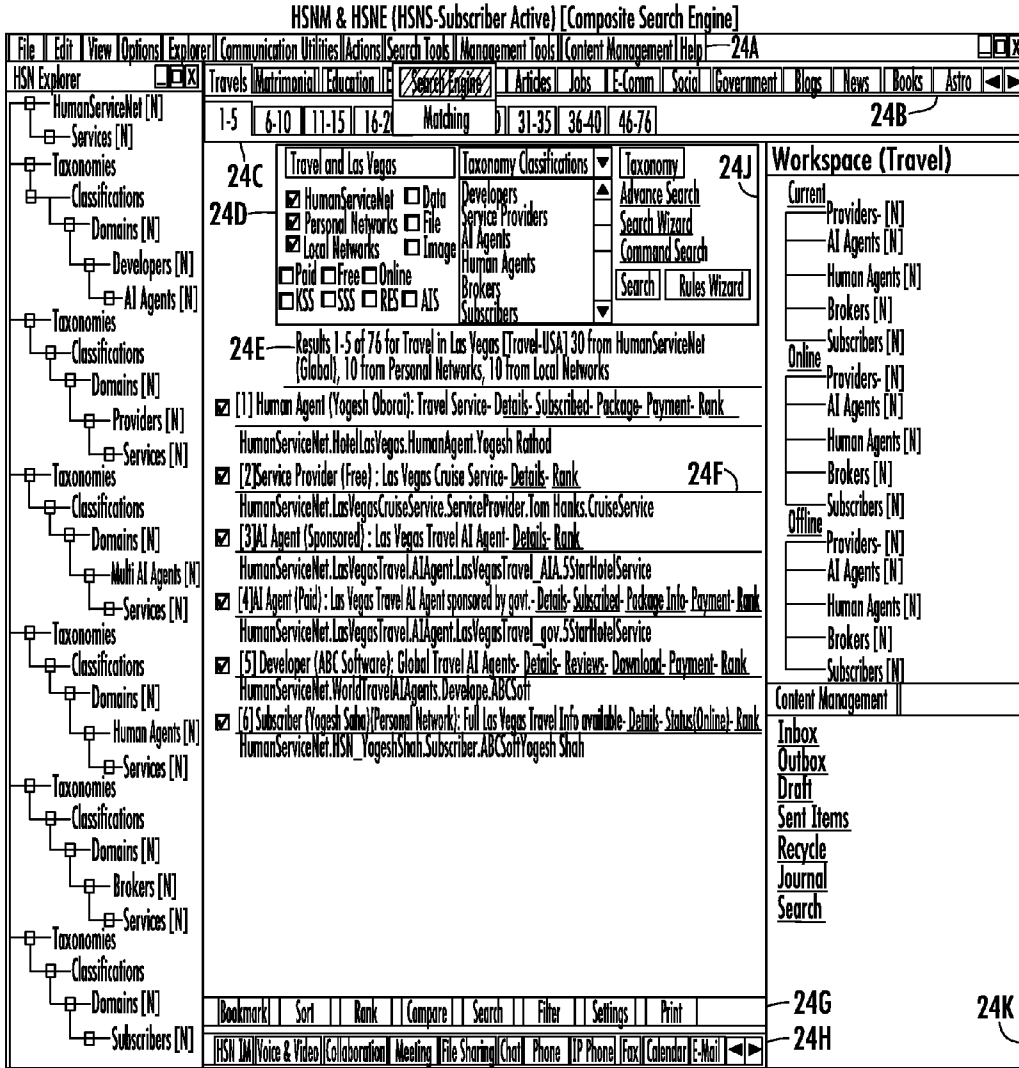 HSNM & HSNE (HSNS-Subscriber Active) [Composite Search Engine]
File Edit View Options Explorer Communication Utilities Actions Search Tools Management Tools Content Management Help 24A
HSN Explorer
HumanServiceNet [N]
Services [N]
Taxonomies
Classifications
Domains [N]
Developers [N]
AI Agents [N]
Taxonomies
Classifications
Domains [N]
Providers [N]
Services [N]
Taxonomies
Classifications
Domains [N]
Multi AI Agents [N]
Services [N]
Taxonomies
Classifications
Domains [N]
Human Agents [N]
Services [N]
Taxonomies
Classifications
Domains [N]
Brokers [N]
Services [N]
Taxonomies
Classifications
Domains [N]
Subscribers [N]
Travels Matrimonial Education E Search Engine Articles Jobs E-Comm Social Government Blogs News Books Astro
Matching
24B
1-5 6-10 11-15 16-2 31-35 36-40 46-76
24C
24D
24J
Travel and Las Vegas
HumanServiceNet Data
Personal Networks File
Local Networks Image
Paid Free Online
KSS SSS RES AIS
Taxonomy Classifications
Developers
Service Providers
AI Agents
Human Agents
Brokers
Subscribers
Taxonomy
Advance Search
Search Wizard
Command Search
Search Rules Wizard
24E
Results 1-5 of 76 for Travel in Las Vegas [Travel-USA] 30 from HumanServiceNet
(Global), 10 from Personal Networks, 10 from Local Networks
[1] Human Agent (Yogesh Oborai): Travel Service- Details- Subscribed- Package- Payment- Rank
HumanServiceNet.HotelLasVegas.HumanAgent.Yogesh Rathod
[2]Service Provider (Free) : Las Vegas Cruise Service- Details- Rank
24F
HumanServiceNet.LasVegasCruiseService.ServiceProvider.Tom Hanks.CruiseService
[3]AI Agent (Sponsored) : Las Vegas Travel AI Agent- Details- Rank
HumanServiceNet.LasVegasTravel.AIAgent.LasVegasTravel_AIA.5StarHotelService
[4]AI Agent (Paid) : Las Vegas Travel AI Agent sponsored by govt.- Details- Subscribed- Package Info- Payment- Rank
HumanServiceNet.LasVegasTravel.AIAgent.LasVegasTravel_gov.5StarHotelService
[5] Developer (ABC Software): Global Travel AI Agents- Details- Reviews- Download- Payment- Rank
HumanServiceNet.WorldTravelAIAgents.Develope.ABCSoft
[6] Subscriber (Yogesh Saha)(Personal Network): Full Las Vegas Travel Info available- Details- Status(Online)- Rank
HumanServiceNet.HSN_YogeshShah.Subscriber.ABCSoftYogesh Shah
Workspace (Travel)
Current
Providers- [N]
AI Agents [N]
Human Agents [N]
Brokers [N]
Subscribers [N]
Online
Providers- [N]
AI Agents [N]
Human Agents [N]
Brokers [N]
Subscribers [N]
Offline
Providers- [N]
AI Agents [N]
Human Agents [N]
Brokers [N]
Subscribers [N]
Content Management
Inbox
Outbox
Draft
Sent Items
Recycle
Journal
Search
Bookmark Sort Rank Compare Search Filter Settings Print
24G
24K
HSN IM Voice & Video Collaboration Meeting File Sharing Chat Phone IP Phone Fax Calendar E-Mail
24H